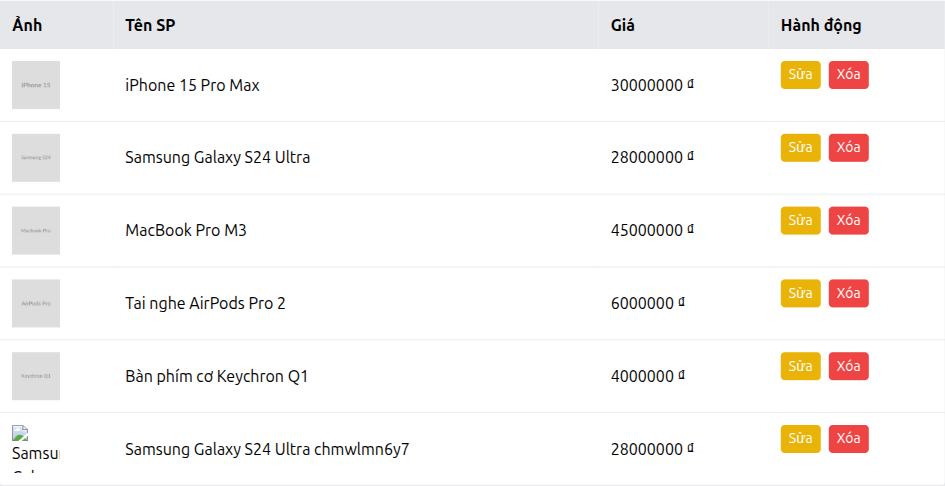 Ảnh Tên SP Giá Hành động
iPhone 15 iPhone 15 Pro Max 30000000 ₫ Sửa Xóa
Samsung S24 Samsung Galaxy S24 Ultra 28000000 ₫ Sửa Xóa
MacBook Pro MacBook Pro M3 45000000 ₫ Sửa Xóa
AirPods Pro Tai nghe AirPods Pro 2 6000000 ₫ Sửa Xóa
Keychron Q1 Bàn phím cơ Keychron Q1 4000000 ₫ Sửa Xóa
Samsu Samsung Galaxy S24 Ultra chmwlmn6y7 28000000 ₫ Sửa Xóa